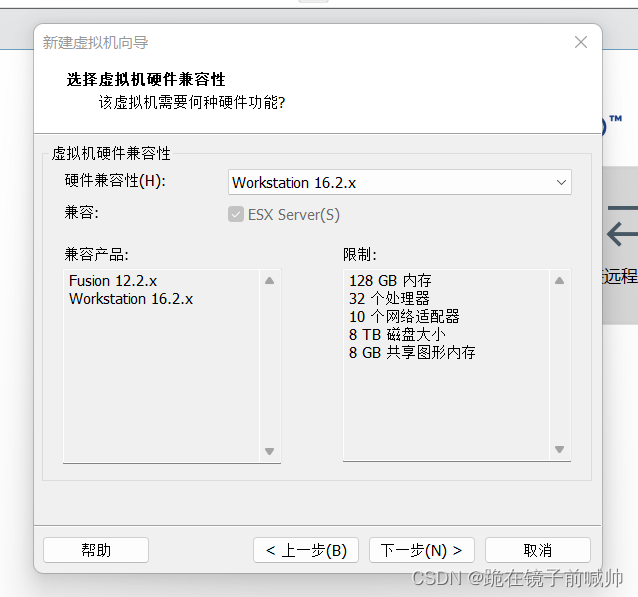 新建虚拟机向导
选择虚拟机硬件兼容性
该虚拟机需要何种硬件功能?
TM
虚拟机硬件兼容性
硬件兼容性(H):
Workstation 16.2.x
兼容:
ESX Server(S)
兼容产品:
限制:
Fusion 12.2.x
Workstation 16.2.x
128 GB 内存
32 个处理器
10 个网络适配器
8 TB 磁盘大小
8 GB 共享图形内存
远程
帮助
< 上一步(B)
下一步(N) >
取消
CSDN @跪在镜子前喊帅